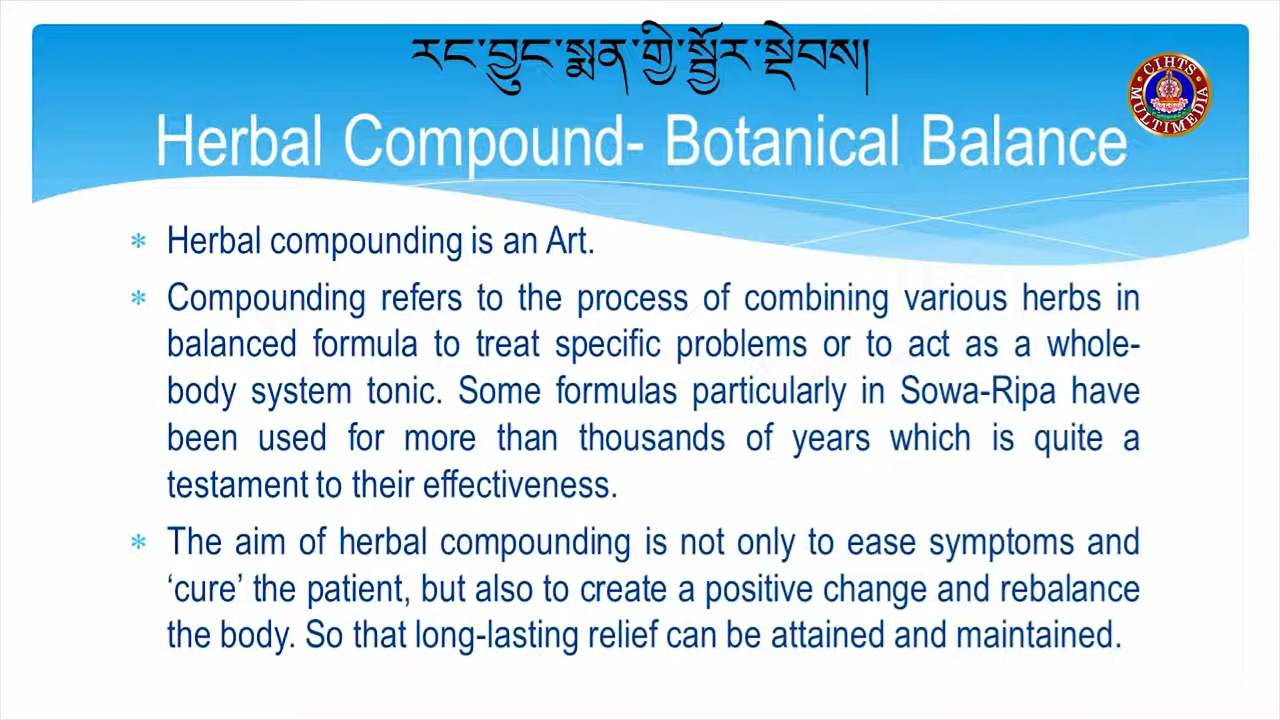 རང་བྱུང་སྨན་གྱི་སྦྱོར་སྡེབས།
CIHTS
MULTIMEDIA
Herbal Compound- Botanical Balance
* Herbal compounding is an Art.
* Compounding refers to the process of combining various herbs in
balanced formula to treat specific problems or to act as a whole-
body system tonic. Some formulas particularly in Sowa-Ripa have
been used for more than thousands of years which is quite a
testament to their effectiveness.
* The aim of herbal compounding is not only to ease symptoms and
‘cure’ the patient, but also to create a positive change and rebalance
the body. So that long-lasting relief can be attained and maintained.